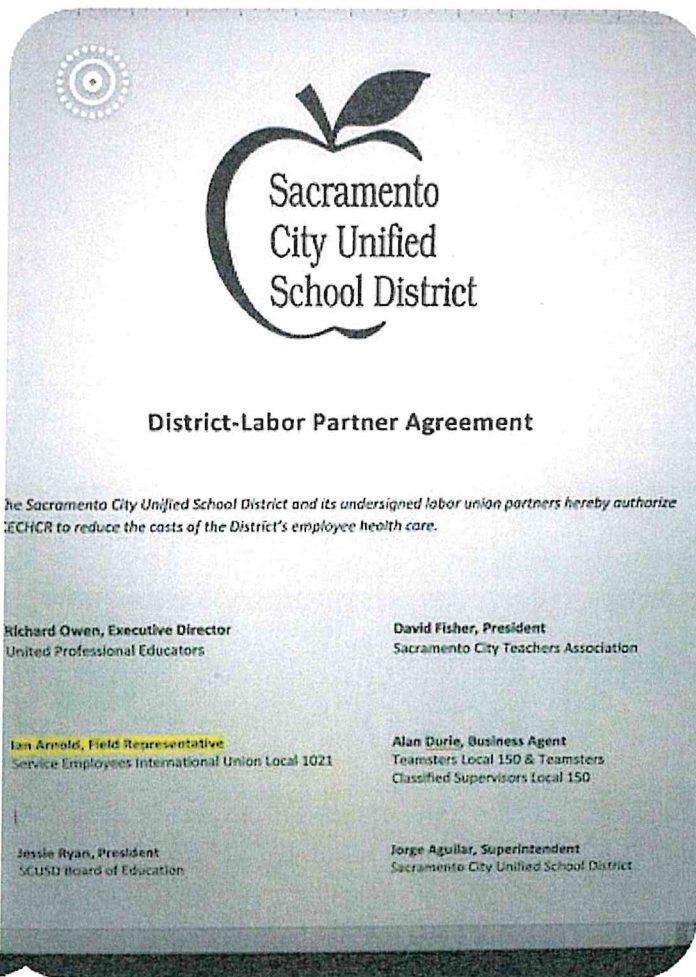 Sacramento
City Unified
School District
District-Labor Partner Agreement
he Sacramento City Unified School District and its undersigned labor union partners hereby authorize
CECHCR to reduce the costs of the District's employee health care.
Richard Owen, Executive Director
United Professional Educators
David Fisher, President
Sacramento City Teachers Association
Ian Arnold, Field Representative
Service Employees International Union Local 1021
Alan Durie, Business Agent
Teamsters Local 150 & Teamsters
Classified Supervisors Local 150
Jessie Ryan, President
SCUSD Board of Education
Jorge Aguilar, Superintendent
Sacramento City Unified School District